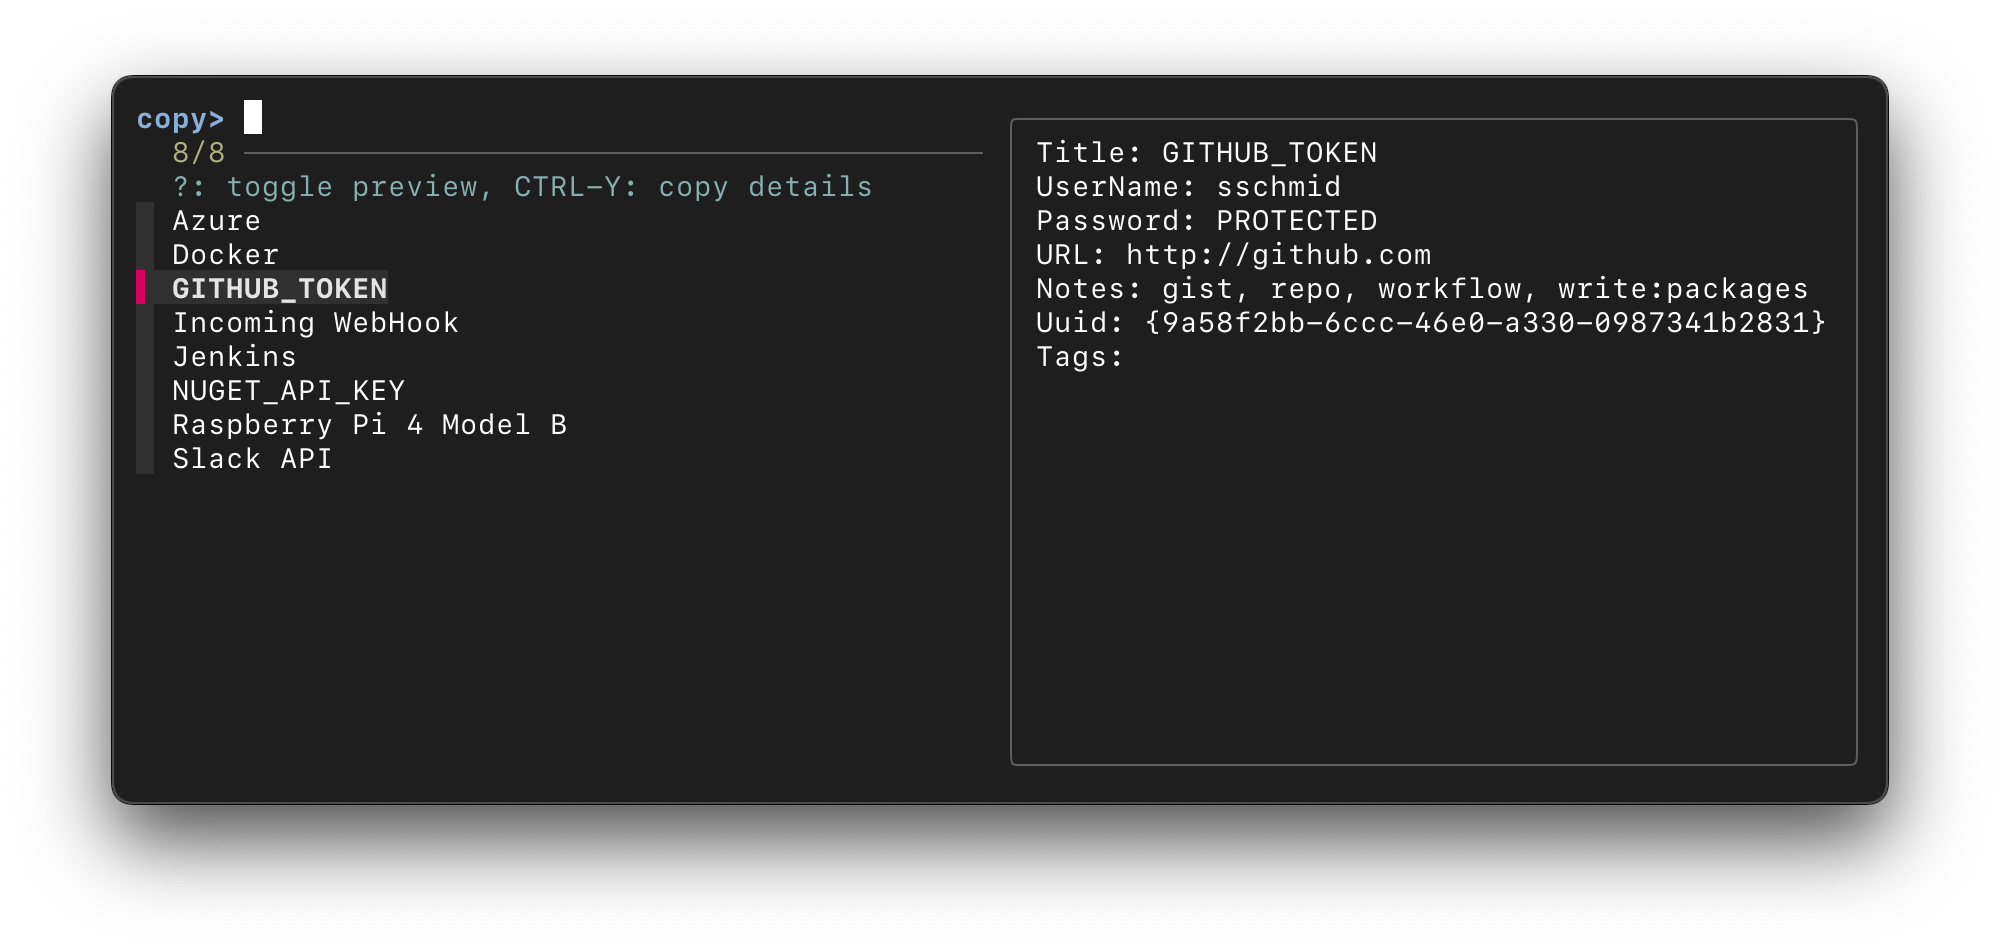 copy>
8/8
?: toggle preview, CTRL-Y: copy details
Azure
Docker
GITHUB_TOKEN
Incoming WebHook
Jenkins
NUGET_API_KEY
Raspberry Pi 4 Model B
Slack API
Title: GITHUB_TOKEN
UserName: sschmid
Password: PROTECTED
URL: http://github.com
Notes: gist, repo, workflow, write:packages
Uuid: {9a58f2bb-6ccc-46e0-a330-0987341b2831}
Tags: